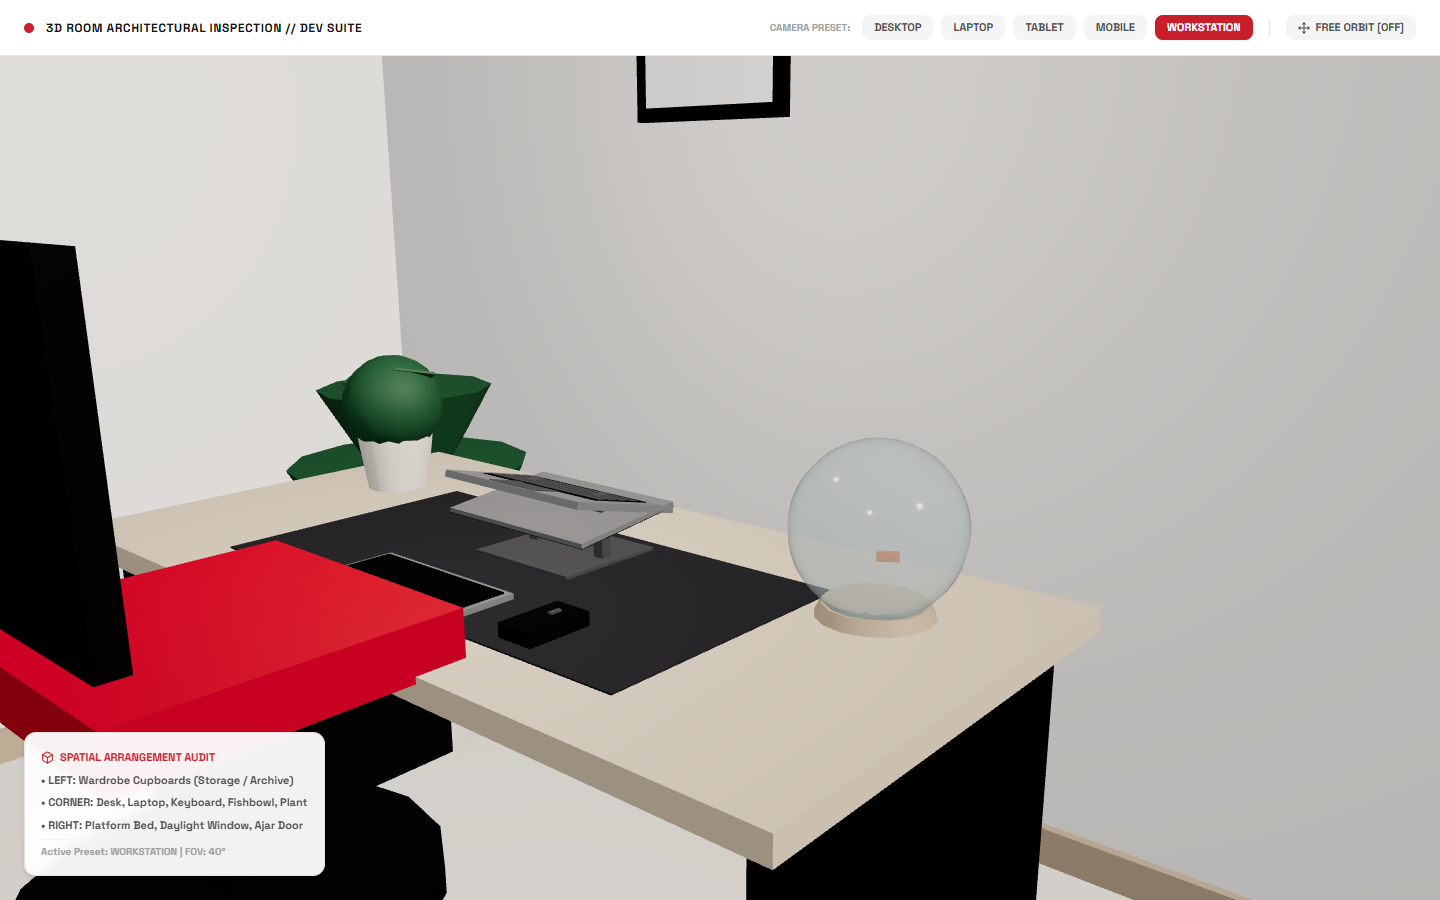 3D ROOM ARCHITECTURAL INSPECTION // DEV SUITE
CAMERA PRESET: DESKTOP LAPTOP TABLET MOBILE WORKSTATION FREE ORBIT [OFF]
SPATIAL ARRANGEMENT AUDIT
• LEFT: Wardrobe Cupboards (Storage / Archive)
• CORNER: Desk, Laptop, Keyboard, Fishbowl, Plant
• RIGHT: Platform Bed, Daylight Window, Ajar Door
Active Preset: WORKSTATION | FOV: 40°